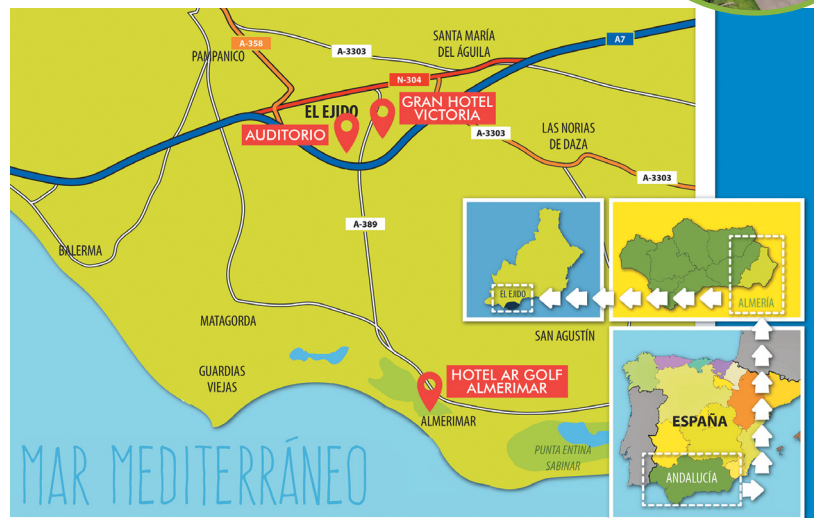 A-358
PAMPANICO
A-3303
SANTA MARÍA
DEL ÁGUILA
A7
N-304
EL EJIDO
GRAN HOTEL
VICTORIA
AUDITORIO
A-3303
LAS NORIAS
DE DAZA
A-3303
A-389
BALERMA
EL EJIDO
ALMERÍA
MATAGORDA
SAN AGUSTÍN
GUARDIAS
VIEJAS
HOTEL AR GOLF
ALMERIMAR
ALMERIMAR
ESPAÑA
PUNTA ENTINA
SABINAR
ANDALUCÍA
MAR MEDITERRÁNEO